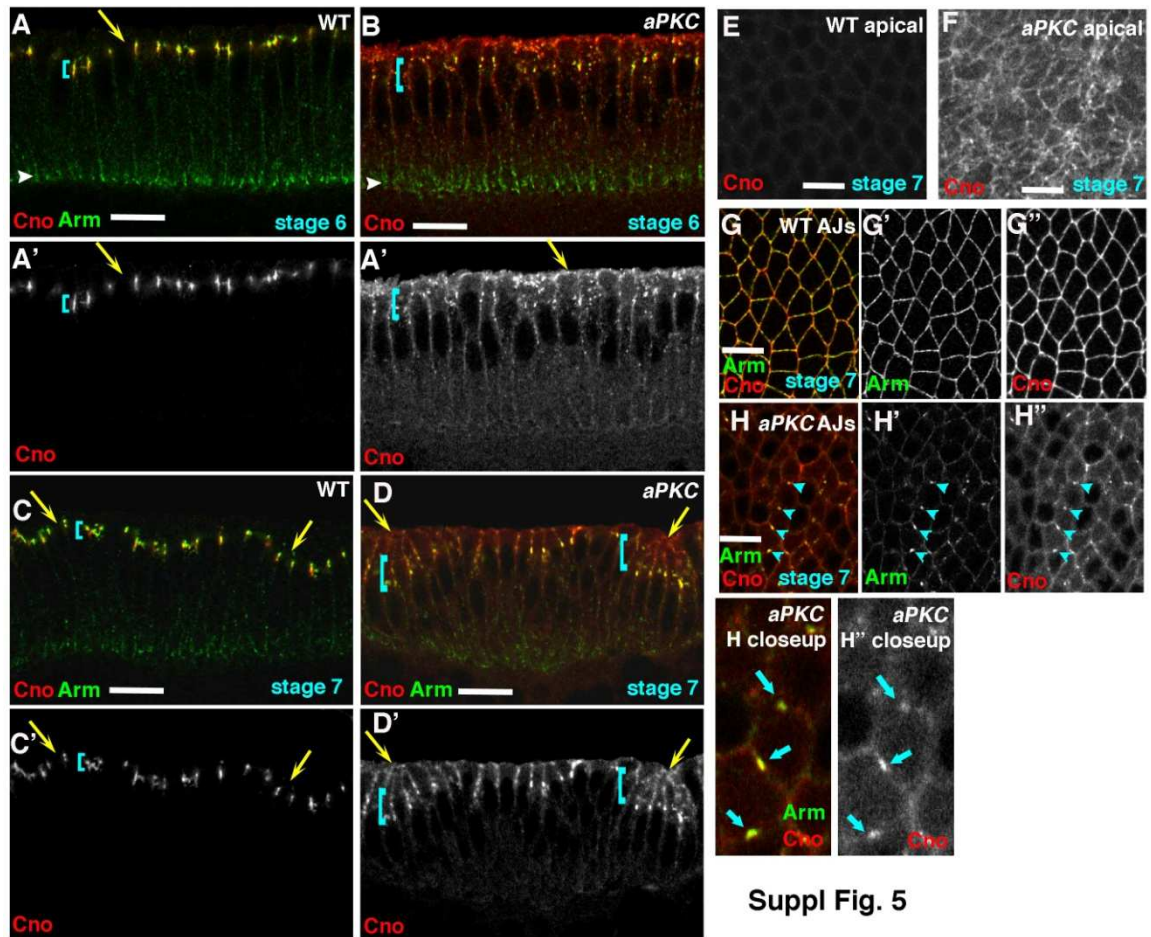 A WT
Cno Arm stage 6
B aPKC
stage 6
A'
Cno
A'
C WT
Cno Arm stage 7
D aPKC
Cno Arm stage 7
C'
Cno
D'
Cno
E WT apical
Cno stage 7
F aPKC apical
Cno stage 7
G WT AJs G' G''
Arm
Cno stage 7 Arm Cno
H aPKC AJs H' H''
Arm
Cno stage 7 Arm Cno
aPKC
H closeup
Arm
Cno
aPKC
H'' closeup
Cno
Suppl Fig. 5